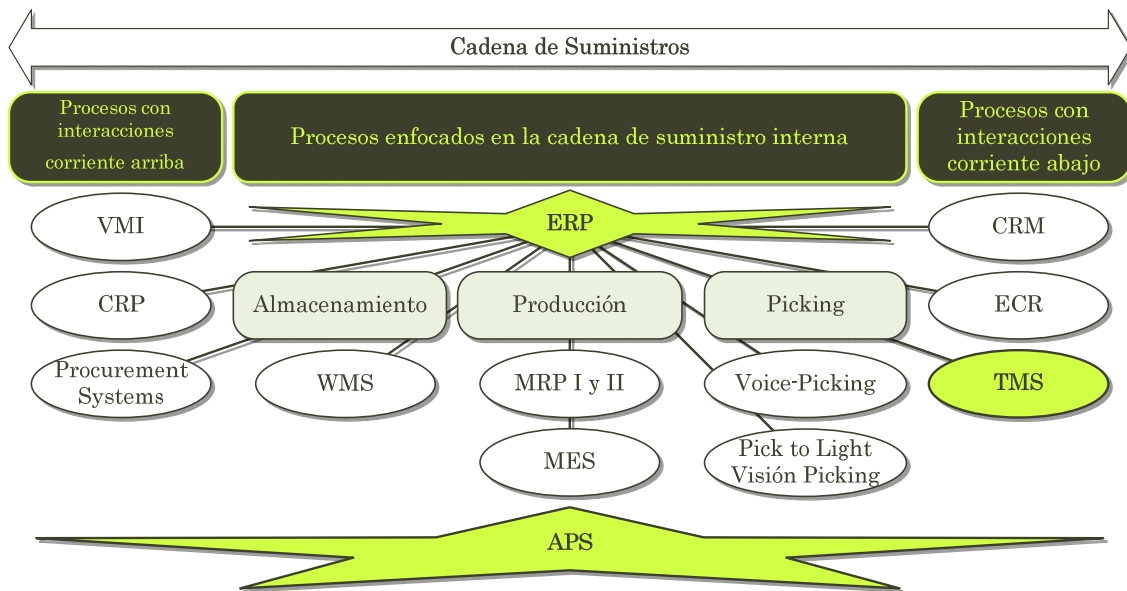 Cadena de Suministros
Procesos con
interacciones
corriente arriba
Procesos enfocados en la cadena de suministro interna
Procesos con
interacciones
corriente abajo
VMI
ERP
CRM
CRP
Almacenamiento
Producción
Picking
ECR
Procurement
Systems
WMS
MRP I y II
Voice-Picking
TMS
MES
Pick to Light
Visión Picking
APS